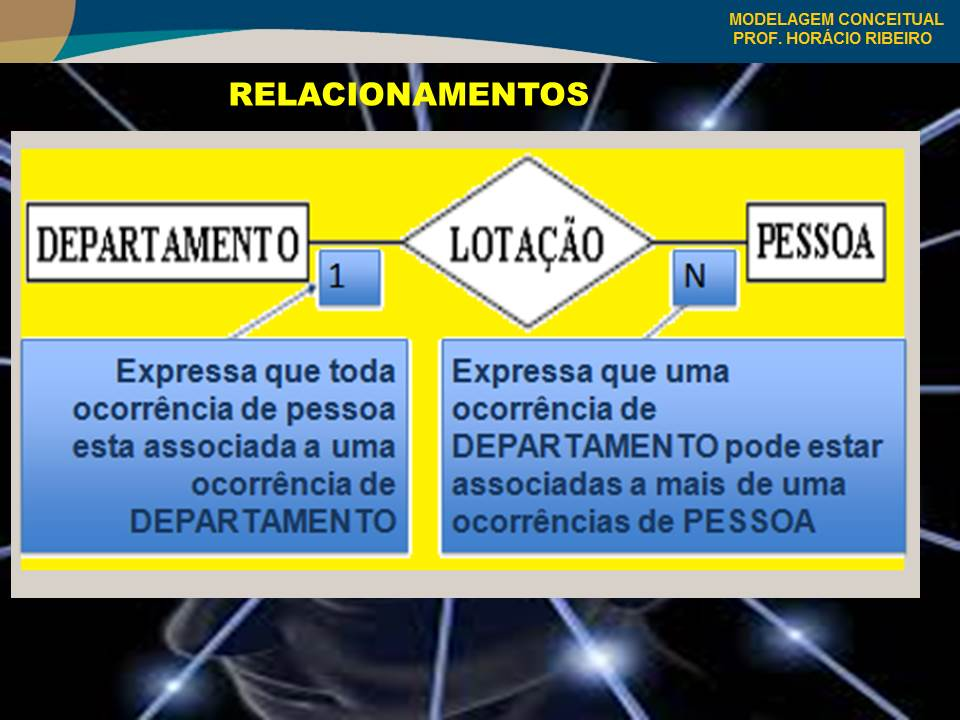 MODELAGEM CONCEITUAL
PROF. HORÁCIO RIBEIRO
RELACIONAMENTOS
DEPARTAMENTO
LOTAÇÃO
PESSOA
1
N
Expressa que toda
ocorrência de pessoa
esta associada a uma
ocorrência de
DEPARTAMENTO
Expressa que uma
ocorrência de
DEPARTAMENTO pode estar
associadas a mais de uma
ocorrências de PESSOA